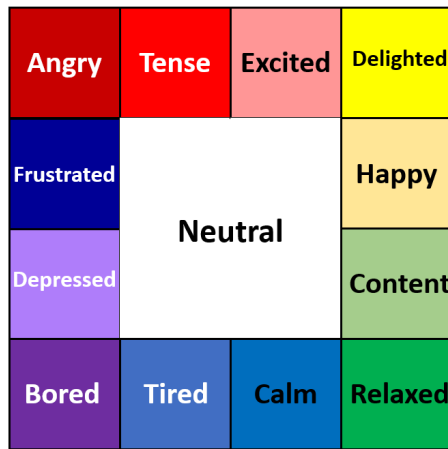 Angry Tense Excited Delighted
Frustrated Happy
Neutral
Depressed Content
Bored Tired Calm Relaxed